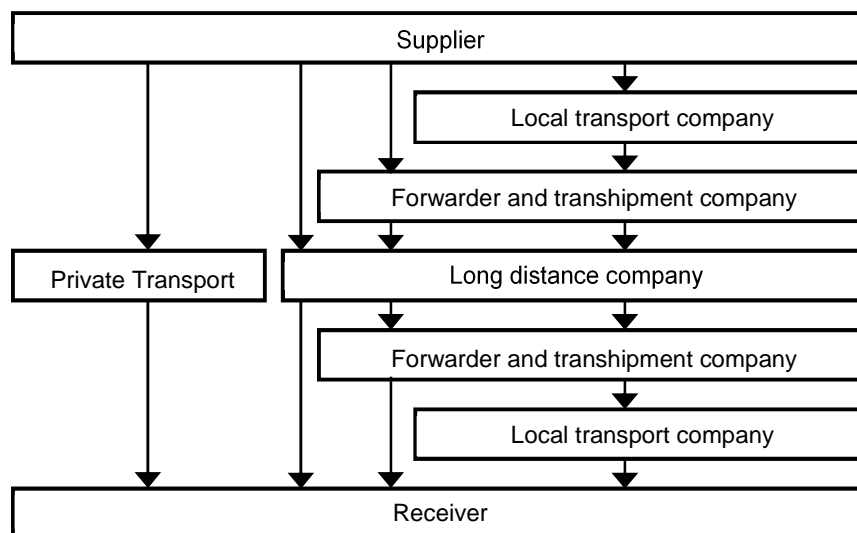 Supplier
Local transport company
Forwarder and transhipment company
Private Transport
Long distance company
Forwarder and transhipment company
Local transport company
Receiver